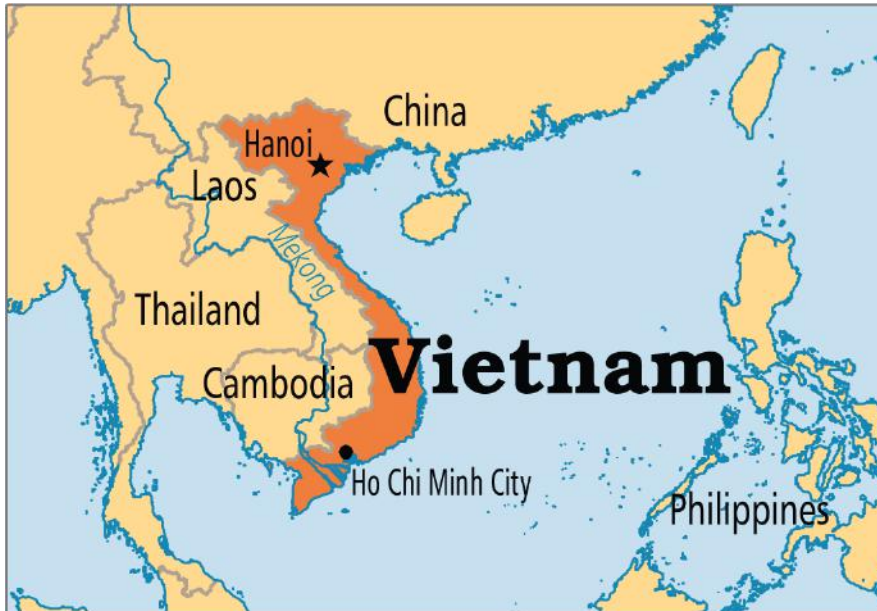 China
Hanoi
Laos
Mekong
Thailand
Vietnam
Cambodia
Ho Chi Minh City
Philippines